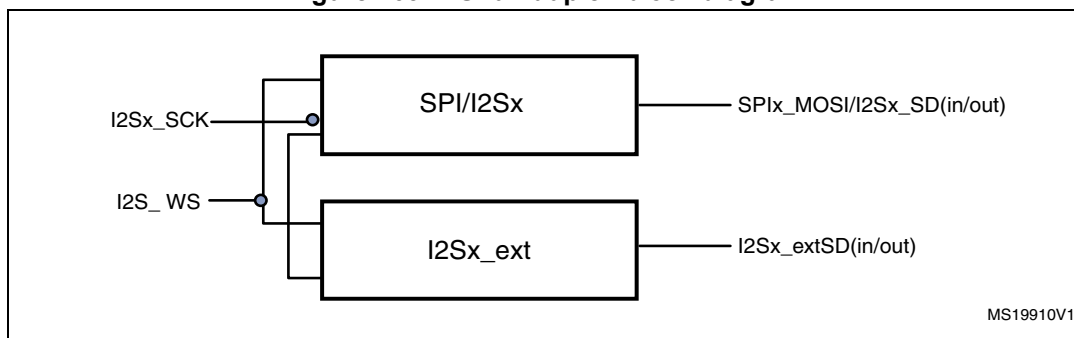 SPI/I2Sx
SPIx_MOSI/I2Sx_SD(in/out)
I2Sx_SCK
I2S_ WS
I2Sx_ext
I2Sx_extSD(in/out)
MS19910V1